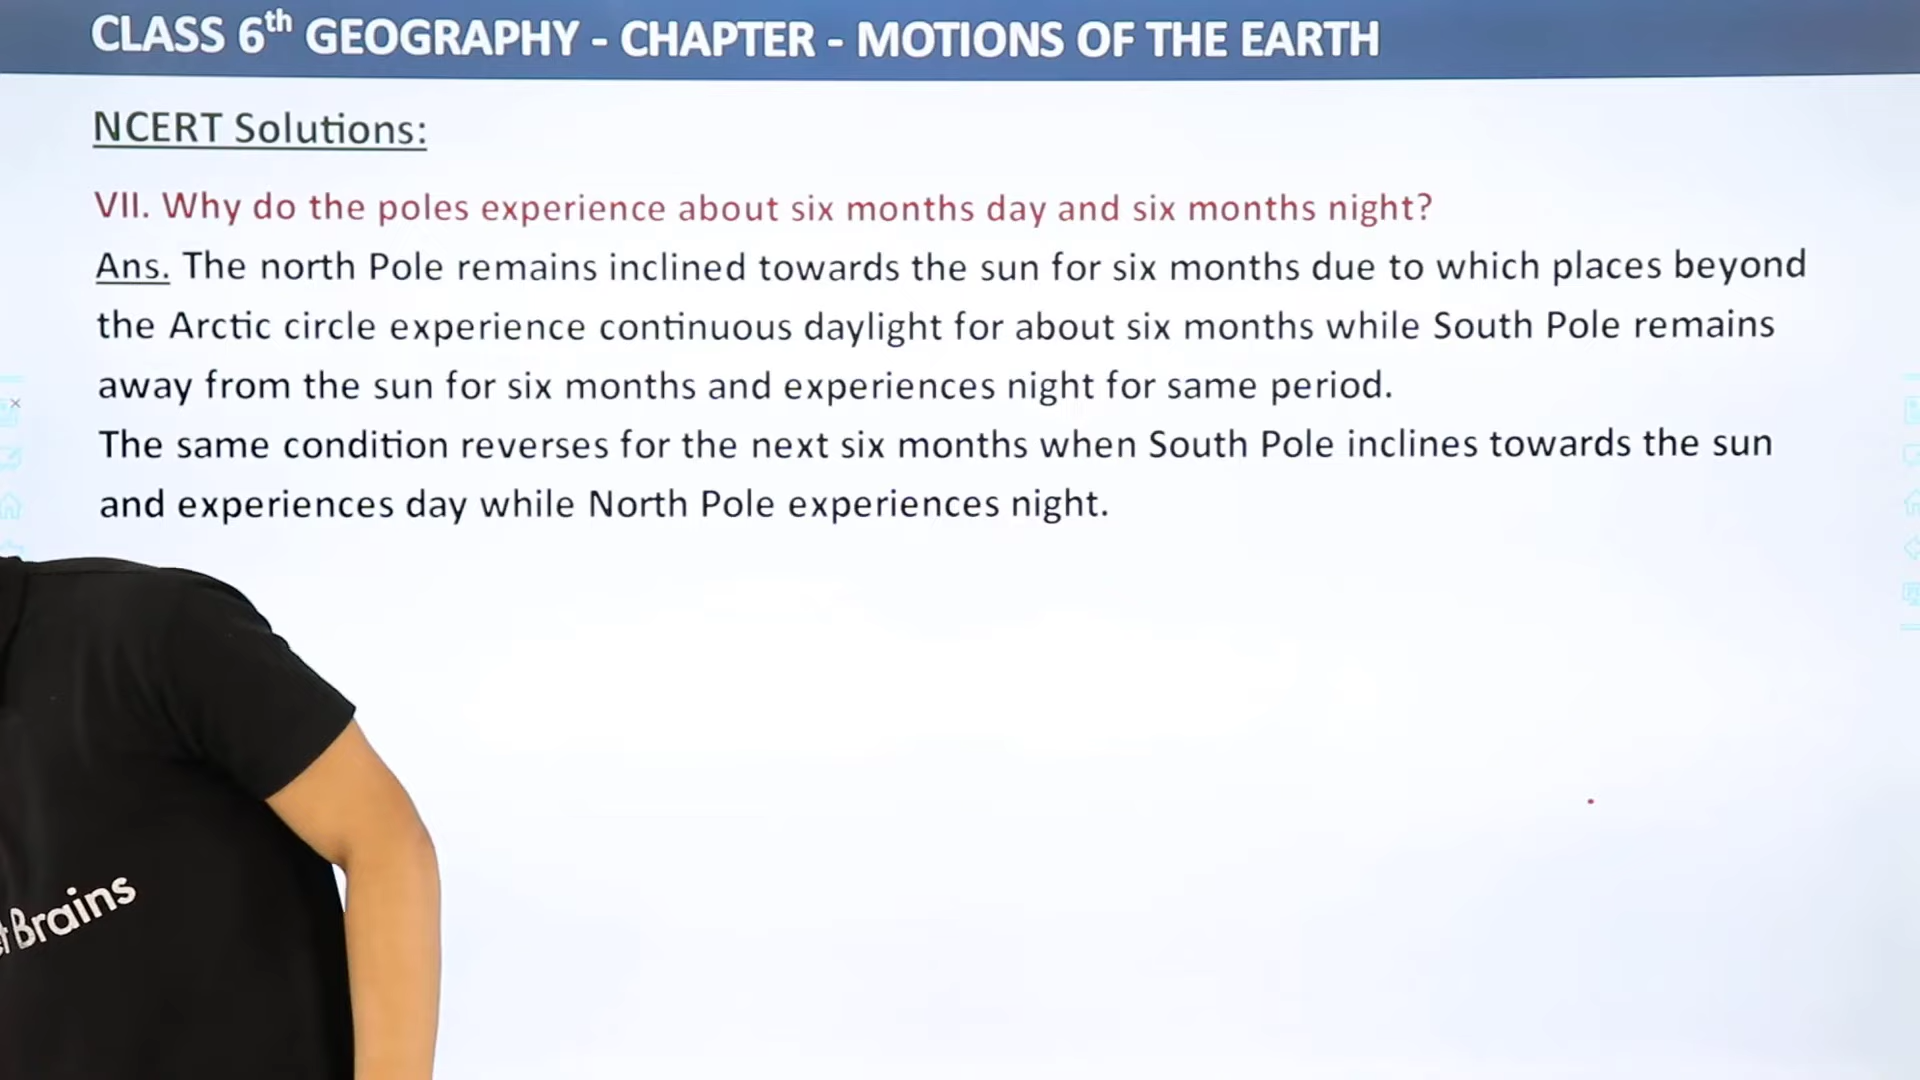 CLASS 6th GEOGRAPHY - CHAPTER - MOTIONS OF THE EARTH
NCERT Solutions:
VII. Why do the poles experience about six months day and six months night?
Ans. The north Pole remains inclined towards the sun for six months due to which places beyond
the Arctic circle experience continuous daylight for about six months while South Pole remains
away from the sun for six months and experiences night for same period.
The same condition reverses for the next six months when South Pole inclines towards the sun
and experiences day while North Pole experiences night.
Brains